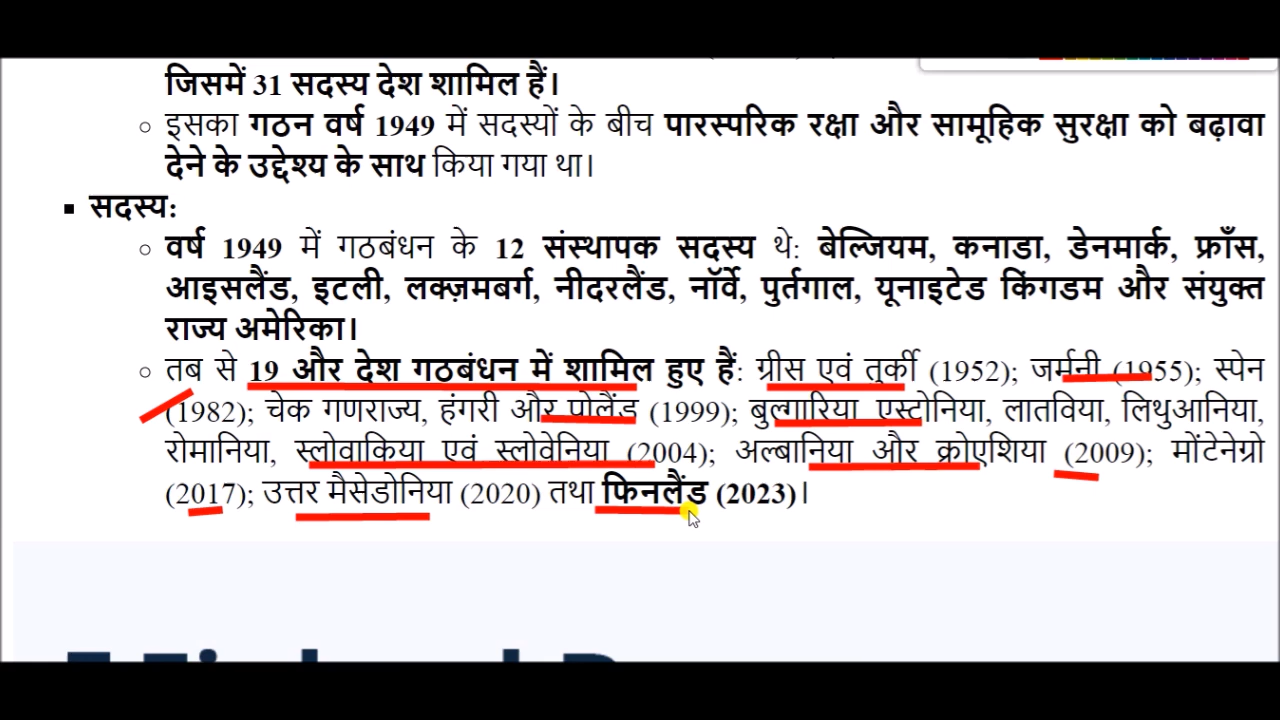 जिसमें 31 सदस्य देश शामिल हैं।
इसका गठन वर्ष 1949 में सदस्यों के बीच पारस्परिक रक्षा और सामूहिक सुरक्षा को बढ़ावा
देने के उद्देश्य के साथ किया गया था।
सदस्य:
वर्ष 1949 में गठबंधन के 12 संस्थापक सदस्य थे: बेल्जियम, कनाडा, डेनमार्क, फ्राँस,
आइसलैंड, इटली, लक्ज़मबर्ग, नीदरलैंड, नॉर्वे, पुर्तगाल, यूनाइटेड किंगडम और संयुक्त
राज्य अमेरिका।
तब से 19 और देश गठबंधन में शामिल हुए हैं: ग्रीस एवं तुर्की (1952); जर्मनी (1955); स्पेन
(1982); चेक गणराज्य, हंगरी और पोलैंड (1999); बुल्गारिया एस्टोनिया, लातविया, लिथुआनिया,
रोमानिया, स्लोवाकिया एवं स्लोवेनिया (2004); अल्बानिया और क्रोएशिया (2009); मोंटेनेग्रो
(2017); उत्तर मैसेडोनिया (2020) तथा फिनलैंड (2023)।